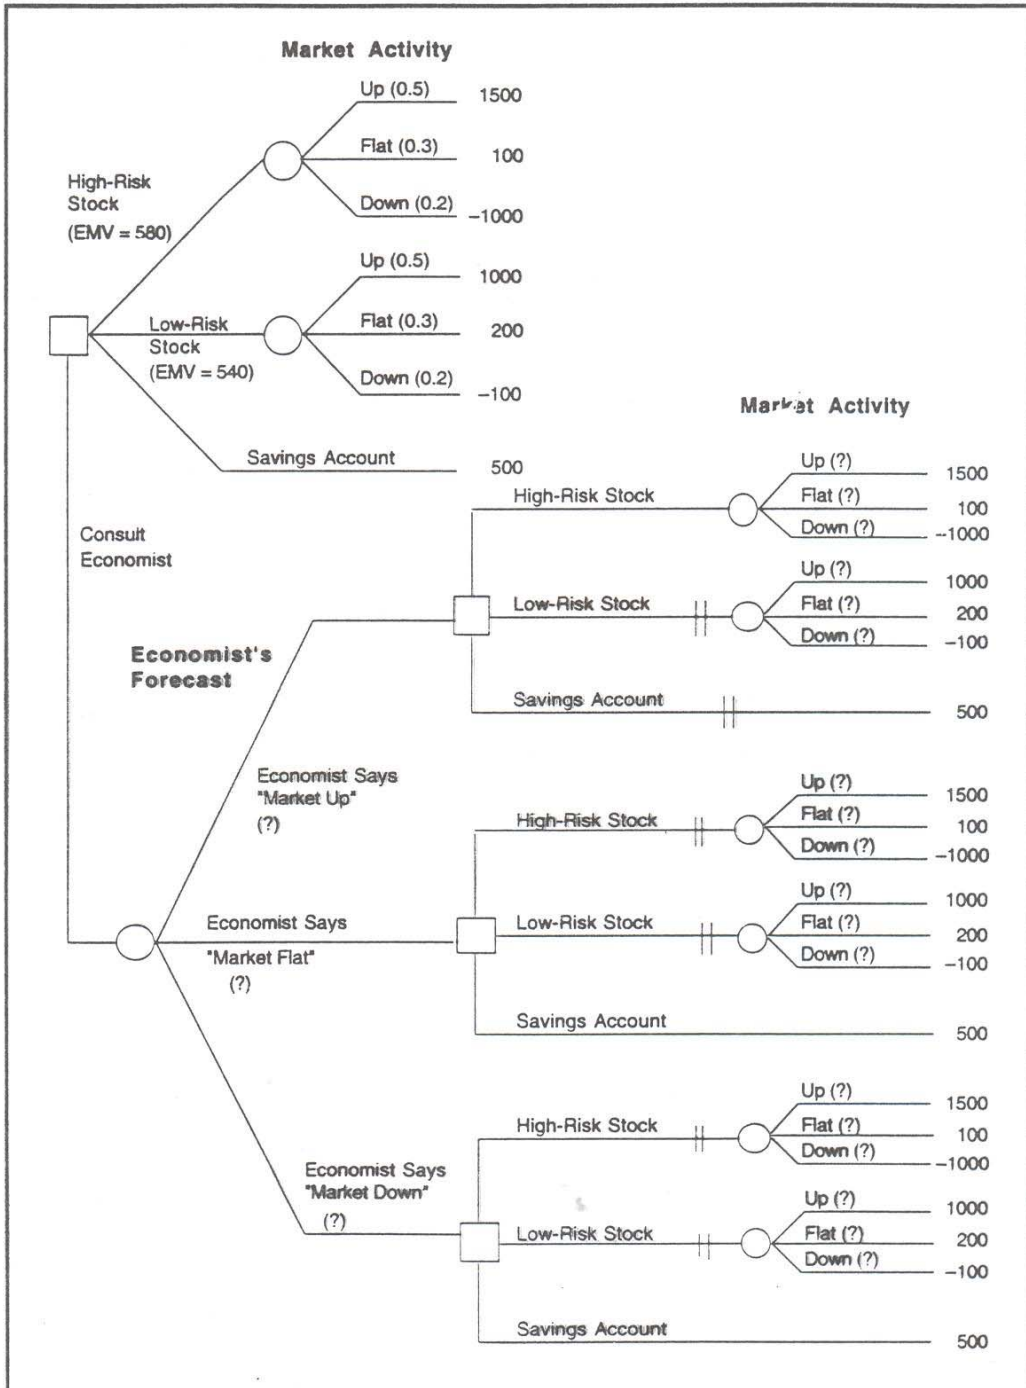 Market Activity
Up (0.5) 1500
Flat (0.3) 100
Down (0.2) -1000
High-Risk
Stock
(EMV = 580)
Up (0.5) 1000
Flat (0.3) 200
Down (0.2) -100
Low-Risk
Stock
(EMV = 540)
Savings Account 500
Consult
Economist
Economist's
Forecast
Market Activity
High-Risk Stock
Up (?) 1500
Flat (?) 100
Down (?) -1000
Low-Risk Stock
Up (?) 1000
Flat (?) 200
Down (?) -100
Savings Account 500
Economist Says
"Market Up"
(?)
High-Risk Stock
Up (?) 1500
Flat (?) 100
Down (?) -1000
Economist Says
"Market Flat"
(?)
Low-Risk Stock
Up (?) 1000
Flat (?) 200
Down (?) -100
Savings Account 500
Economist Says
"Market Down"
(?)
High-Risk Stock
Up (?) 1500
Flat (?) 100
Down (?) -1000
Low-Risk Stock
Up (?) 1000
Flat (?) 200
Down (?) -100
Savings Account 500